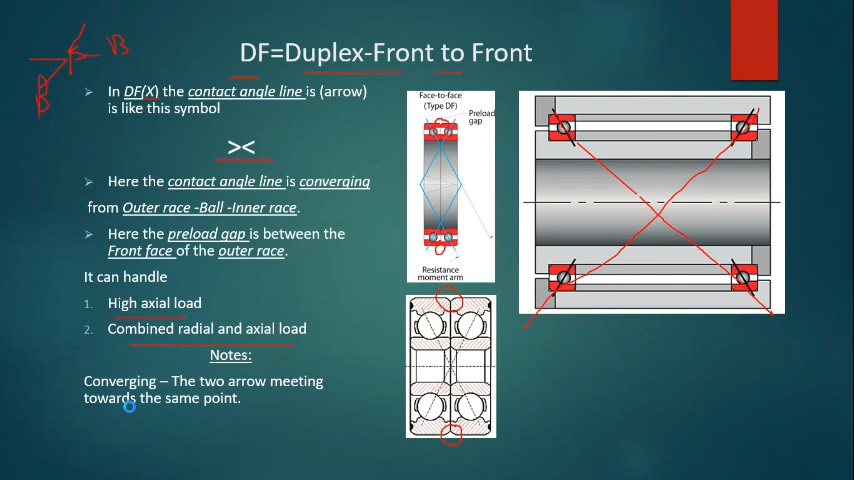 DF=Duplex-Front to Front
VB
B
In DF(X) the contact angle line is (arrow)
is like this symbol
><
Here the contact angle line is converging
from Outer race -Ball -Inner race.
Here the preload gap is between the
Front face of the outer race.
It can handle
1. High axial load
2. Combined radial and axial load
Notes:
Converging – The two arrow meeting
towards the same point.
Face-to-face
(Type DF)
Preload
gap
Resistance
moment arm